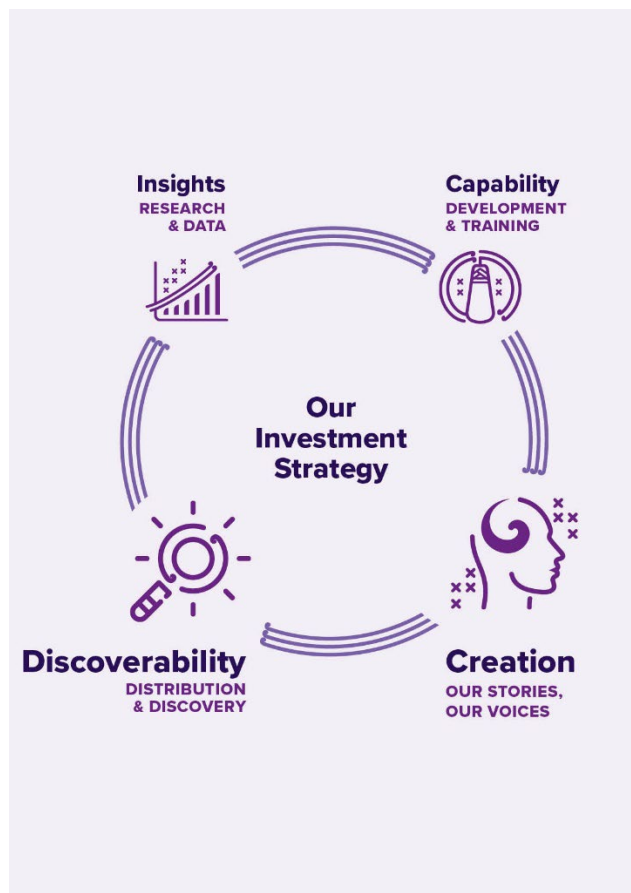 Insights
RESEARCH
& DATA
Capability
DEVELOPMENT
& TRAINING
Our
Investment
Strategy
Discoverability
DISTRIBUTION
& DISCOVERY
Creation
OUR STORIES,
OUR VOICES